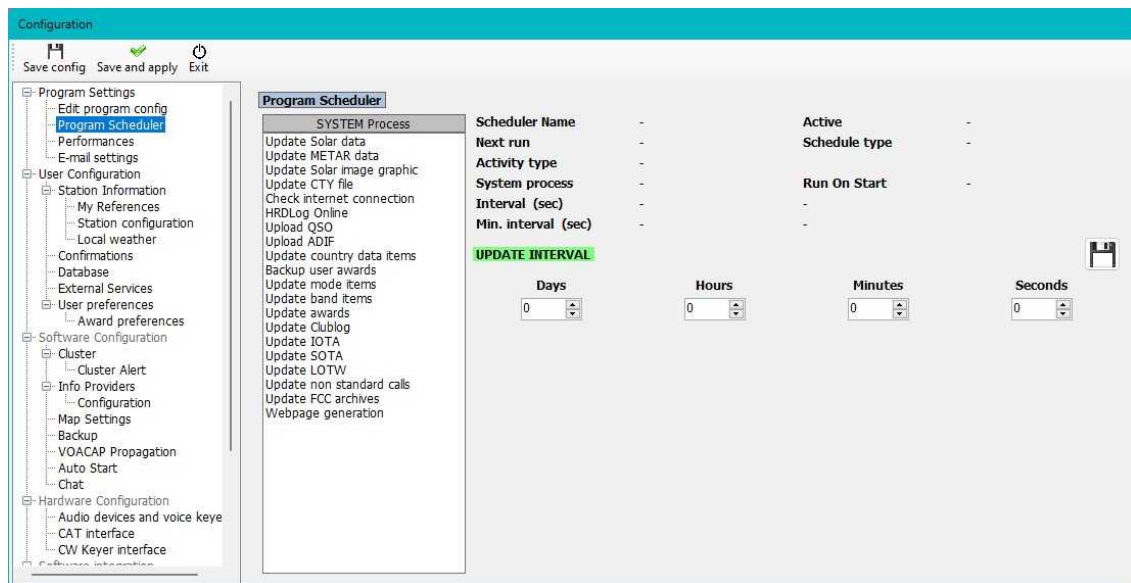 Configuration
Save config Save and apply Exit
Program Settings
Edit program config
Program Scheduler
Performances
E-mail settings
User Configuration
Station Information
My References
Station configuration
Local weather
Confirmations
Database
External Services
User preferences
Award preferences
Software Configuration
Cluster
Cluster Alert
Info Providers
Configuration
Map Settings
Backup
VOACAP Propagation
Auto Start
Chat
Hardware Configuration
Audio devices and voice keye
CAT interface
CW Keyer interface
Software integration
Program Scheduler
SYSTEM Process
Update Solar data
Update METAR data
Update Solar image graphic
Update CTY file
Check internet connection
HRDLog Online
Upload QSO
Upload ADIF
Update country data items
Backup user awards
Update mode items
Update band items
Update awards
Update Clublog
Update IOTA
Update SOTA
Update LOTW
Update non standard calls
Update FCC archives
Webpage generation
Scheduler Name - Active -
Next run - Schedule type -
Activity type -
System process - Run On Start -
Interval (sec) - -
Min. interval (sec) - -
UPDATE INTERVAL
Days Hours Minutes Seconds
0 0 0 0